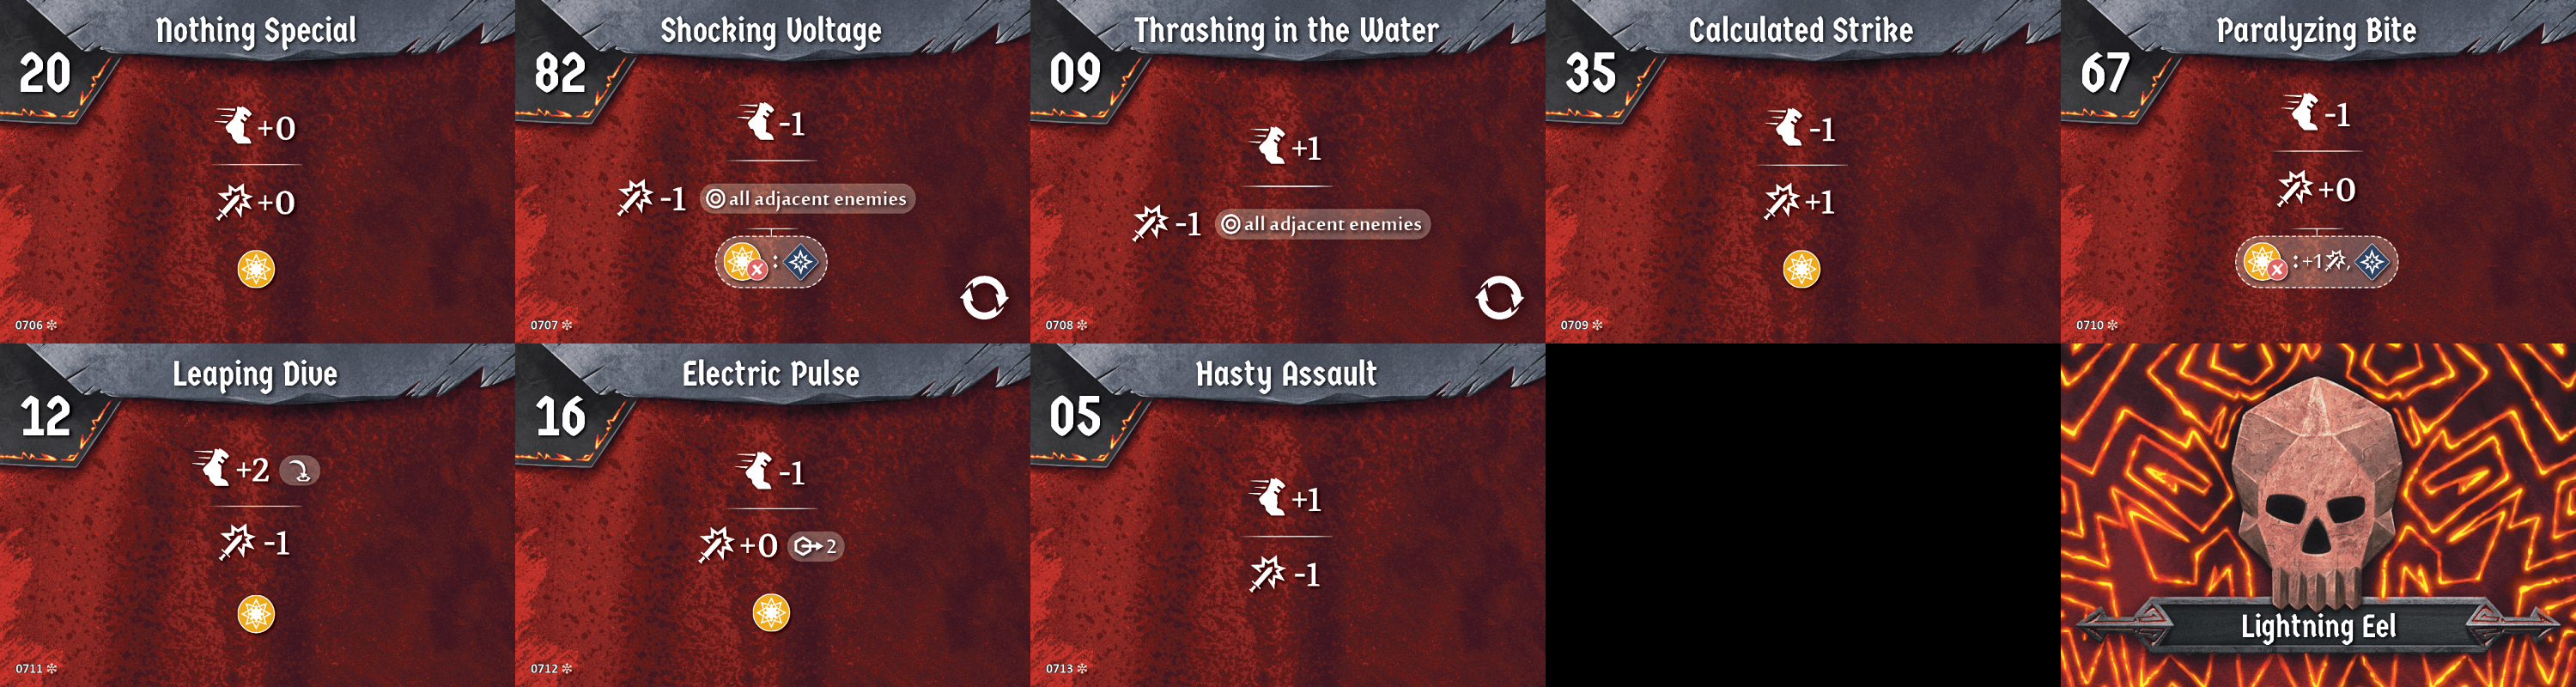 Nothing Special
20
+0
+0
0706
Shocking Voltage
82
-1
-1 all adjacent enemies
:
0707
Thrashing in the Water
09
+1
-1 all adjacent enemies
0708
Calculated Strike
35
-1
+1
0709
Paralyzing Bite
67
-1
+0
: +1 ,
0710
Leaping Dive
12
+2
-1
0711
Electric Pulse
16
-1
+0 2
0712
Hasty Assault
05
+1
-1
0713
Lightning Eel